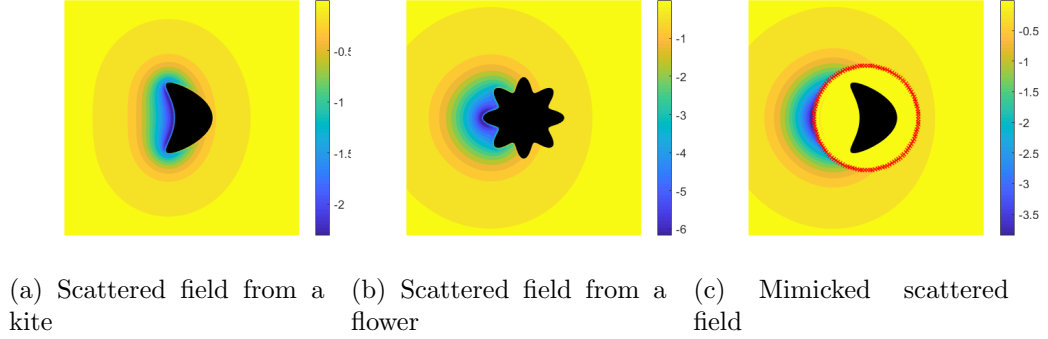 -0.5
-1
-1.5
-2
-1
-2
-3
-4
-5
-6
-0.5
-1
-1.5
-2
-2.5
-3
-3.5
(a) Scattered field from a
kite
(b) Scattered field from a
flower
(c) Mimicked scattered
field